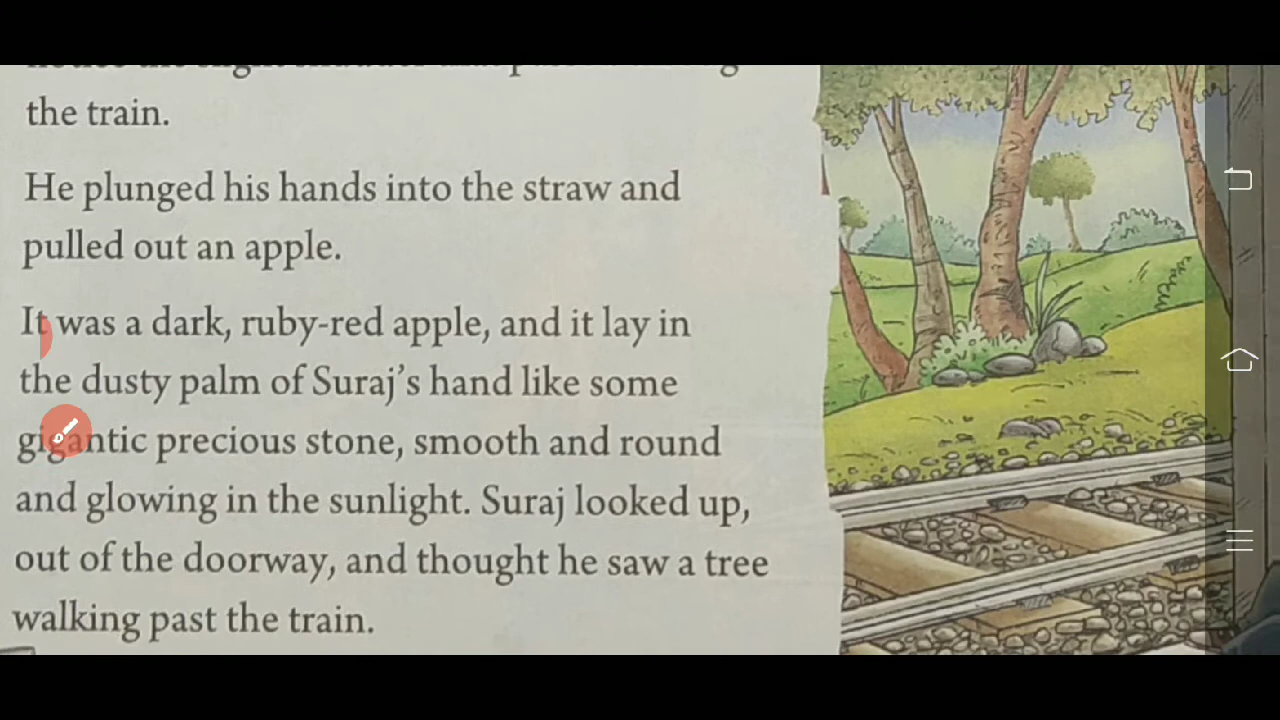 the train.
He plunged his hands into the straw and
pulled out an apple.
It was a dark, ruby-red apple, and it lay in
the dusty palm of Suraj's hand like some
gigantic precious stone, smooth and round
and glowing in the sunlight. Suraj looked up,
out of the doorway, and thought he saw a tree
walking past the train.